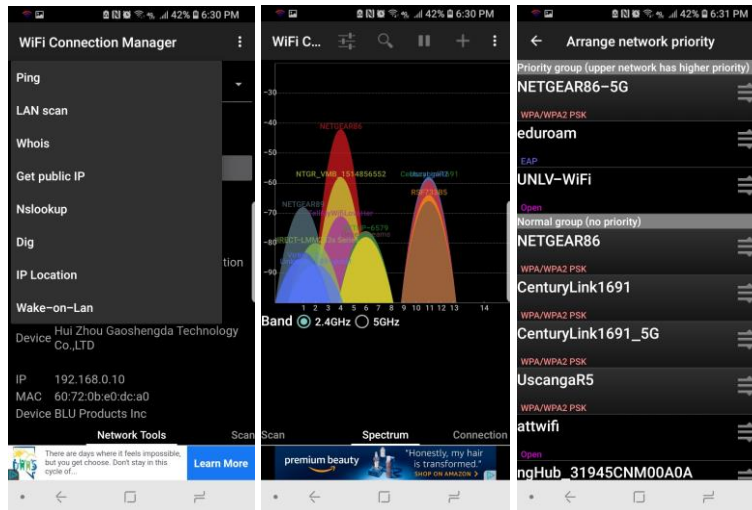 42% 6:30 PM
WiFi Connection Manager
Ping
LAN scan
Whois
Get public IP
Nslookup
Dig
IP Location
Wake-on-Lan
tion
Device Hui Zhou Gaoshengda Technology
Co.,LTD
IP 192.168.0.10
MAC 60:72:0b:e0:dc:a0
Device BLU Products Inc
Network Tools Scan
There are days where it feels impossible,
but you get choose. Don't stay in this
cycle of...
Learn More
42% 6:30 PM
WiFi C...
-30
-40
NETGEAR86
-50
NTGR_VMB_1514856552
-60
NETGEAR89
-70
-80
-90
1 2 3 4 5 6 7 8 9 10 11 12 13 14
Band 2.4GHz 5GHz
Scan Spectrum Connection
premium beauty
"Honestly, my hair
is transformed."
SHOP ON AMAZON
42% 6:31 PM
Arrange network priority
Priority group (upper network has higher priority)
NETGEAR86-5G
WPA/WPA2 PSK
eduroam
EAP
UNLV-WiFi
Open
Normal group (no priority)
NETGEAR86
WPA/WPA2 PSK
CenturyLink1691
WPA/WPA2 PSK
CenturyLink1691_5G
WPA/WPA2 PSK
UscangaR5
WPA/WPA2 PSK
attwifi
Open
ngHub_31945CNM00A0A